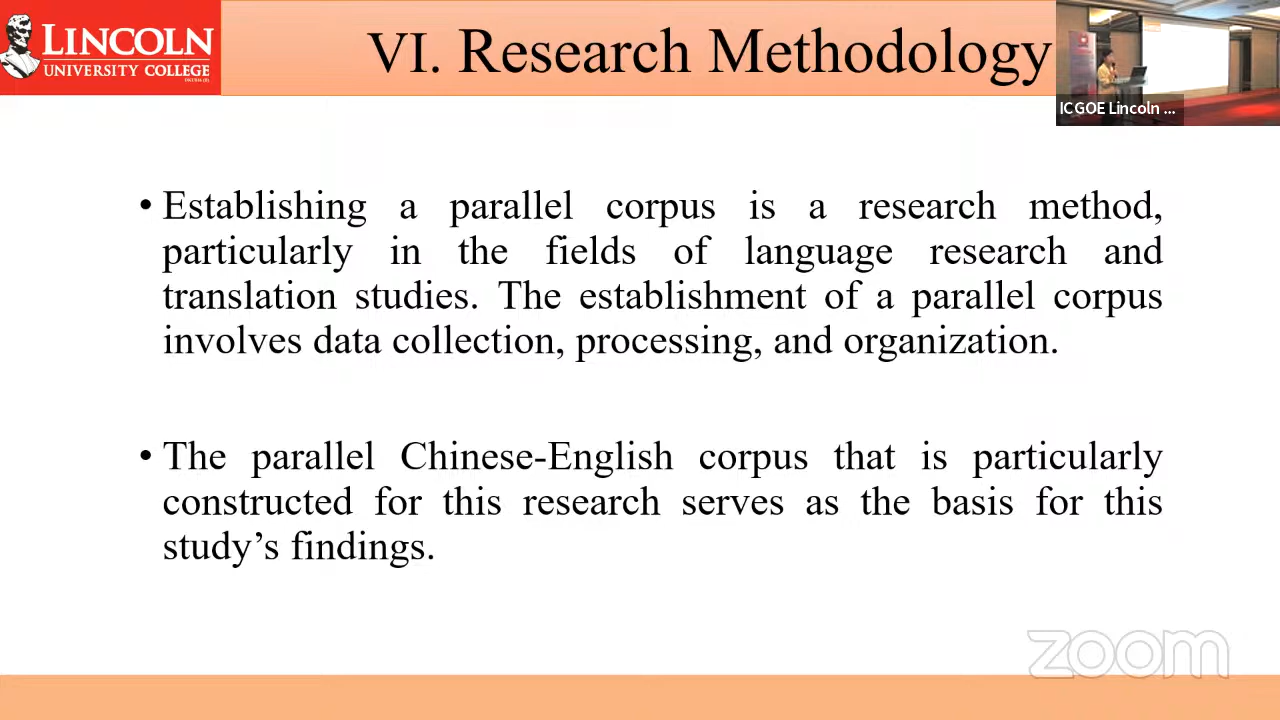 LINCOLN
UNIVERSITY COLLEGE
VI. Research Methodology
ICGOE Lincoln ...
• Establishing a parallel corpus is a research method,
particularly in the fields of language research and
translation studies. The establishment of a parallel corpus
involves data collection, processing, and organization.
• The parallel Chinese-English corpus that is particularly
constructed for this research serves as the basis for this
study's findings.
zoom